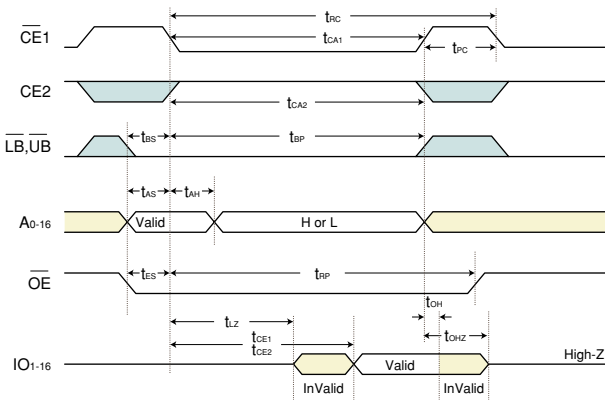 tRC
CE1
tCA1
tPC
CE2
tCA2
LB,UB
tBS
tBP
tAS
tAH
A0-16
Valid
H or L
OE
tES
tRP
tOH
tLZ
tOHZ
tCE1
tCE2
IO1-16
Valid
High-Z
InValid
InValid